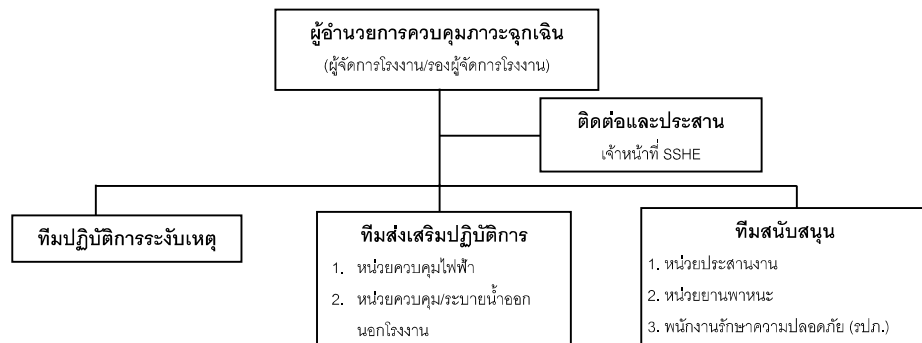 ผู้อำนวยการควบคุมภาวะฉุกเฉิน
(ผู้จัดการโรงงาน/รองผู้จัดการโรงงาน)
ติดต่อและประสาน
เจ้าหน้าที่ SSHE
ทีมปฏิบัติการระงับเหตุ
ทีมส่งเสริมปฏิบัติการ
1. หน่วยควบคุมไฟฟ้า
2. หน่วยควบคุม/ระบายน้ำออก
นอกโรงงาน
ทีมสนับสนุน
1. หน่วยประสานงาน
2. หน่วยยานพาหนะ
3. พนักงานรักษาความปลอดภัย (รปภ.)